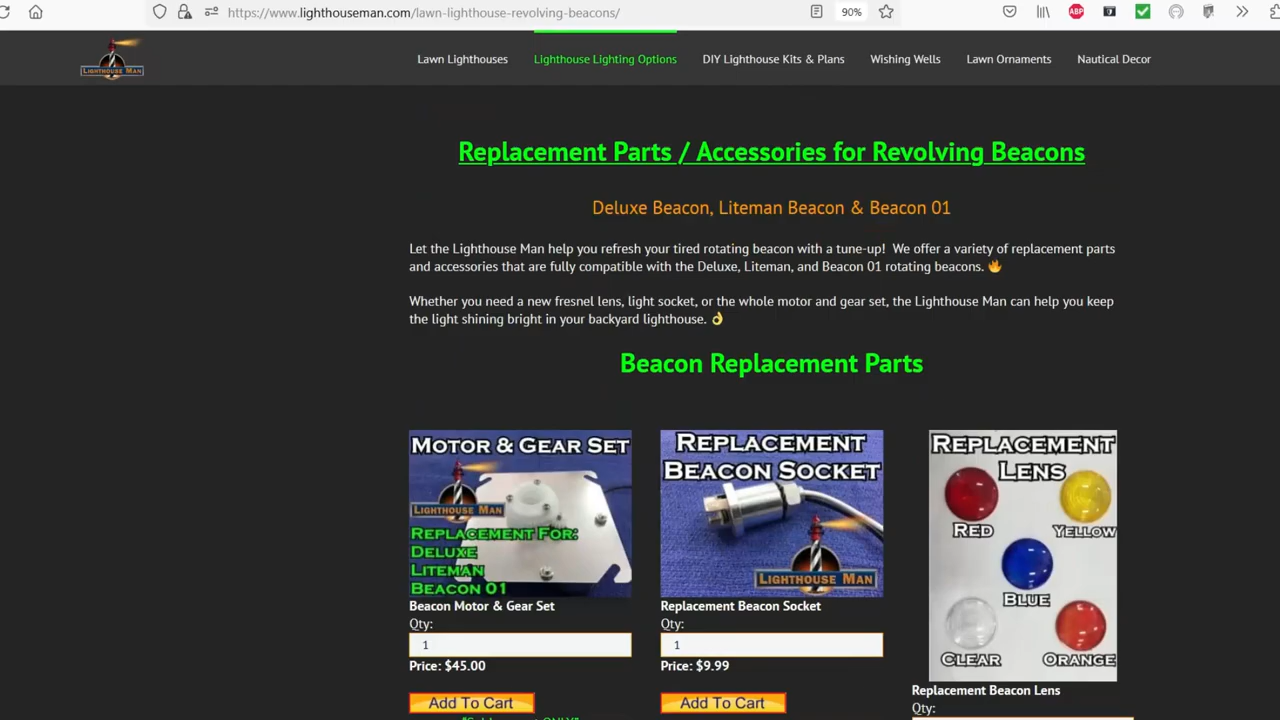 https://www.lighthouseman.com/lawn-lighthouse-revolving-beacons/
90%
ABP
LIGHTHOUSE MAN
Lawn Lighthouses
Lighthouse Lighting Options
DIY Lighthouse Kits & Plans
Wishing Wells
Lawn Ornaments
Nautical Decor
Replacement Parts / Accessories for Revolving Beacons
Deluxe Beacon, Liteman Beacon & Beacon 01
Let the Lighthouse Man help you refresh your tired rotating beacon with a tune-up! We offer a variety of replacement parts
and accessories that are fully compatible with the Deluxe, Liteman, and Beacon 01 rotating beacons. 🔥
Whether you need a new fresnel lens, light socket, or the whole motor and gear set, the Lighthouse Man can help you keep
the light shining bright in your backyard lighthouse. 👌
Beacon Replacement Parts
MOTOR & GEAR SET
LIGHTHOUSE MAN
REPLACEMENT FOR:
DELUXE
LITEMAN
BEACON 01
Beacon Motor & Gear Set
Qty:
1
Price: $45.00
Add To Cart
REPLACEMENT
BEACON SOCKET
LIGHTHOUSE MAN
Replacement Beacon Socket
Qty:
1
Price: $9.99
Add To Cart
REPLACEMENT
LENS
RED
YELLOW
BLUE
CLEAR
ORANGE
Replacement Beacon Lens
Qty: